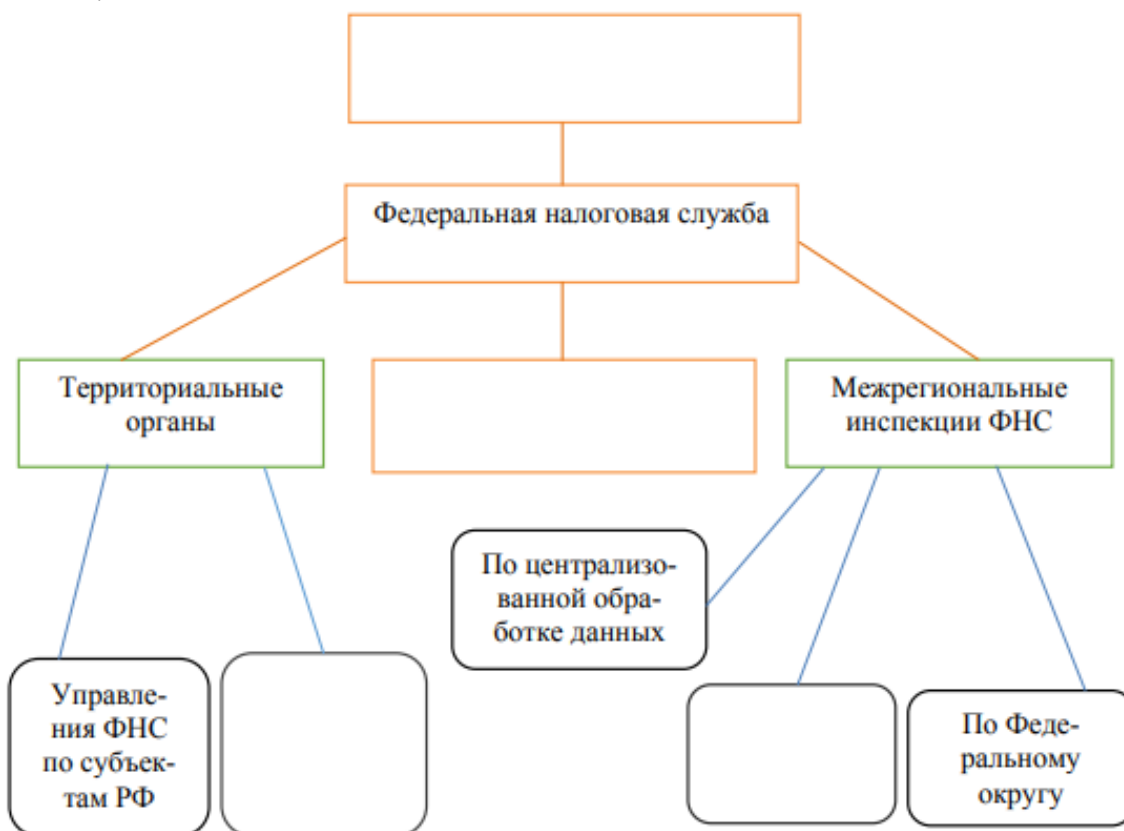 Федеральная налоговая служба
Территориальные
органы
Межрегиональные
инспекции ФНС
По централизо-
ванной обра-
ботке данных
Управле-
ния ФНС
по субъек-
там РФ
По Феде-
ральному
округу